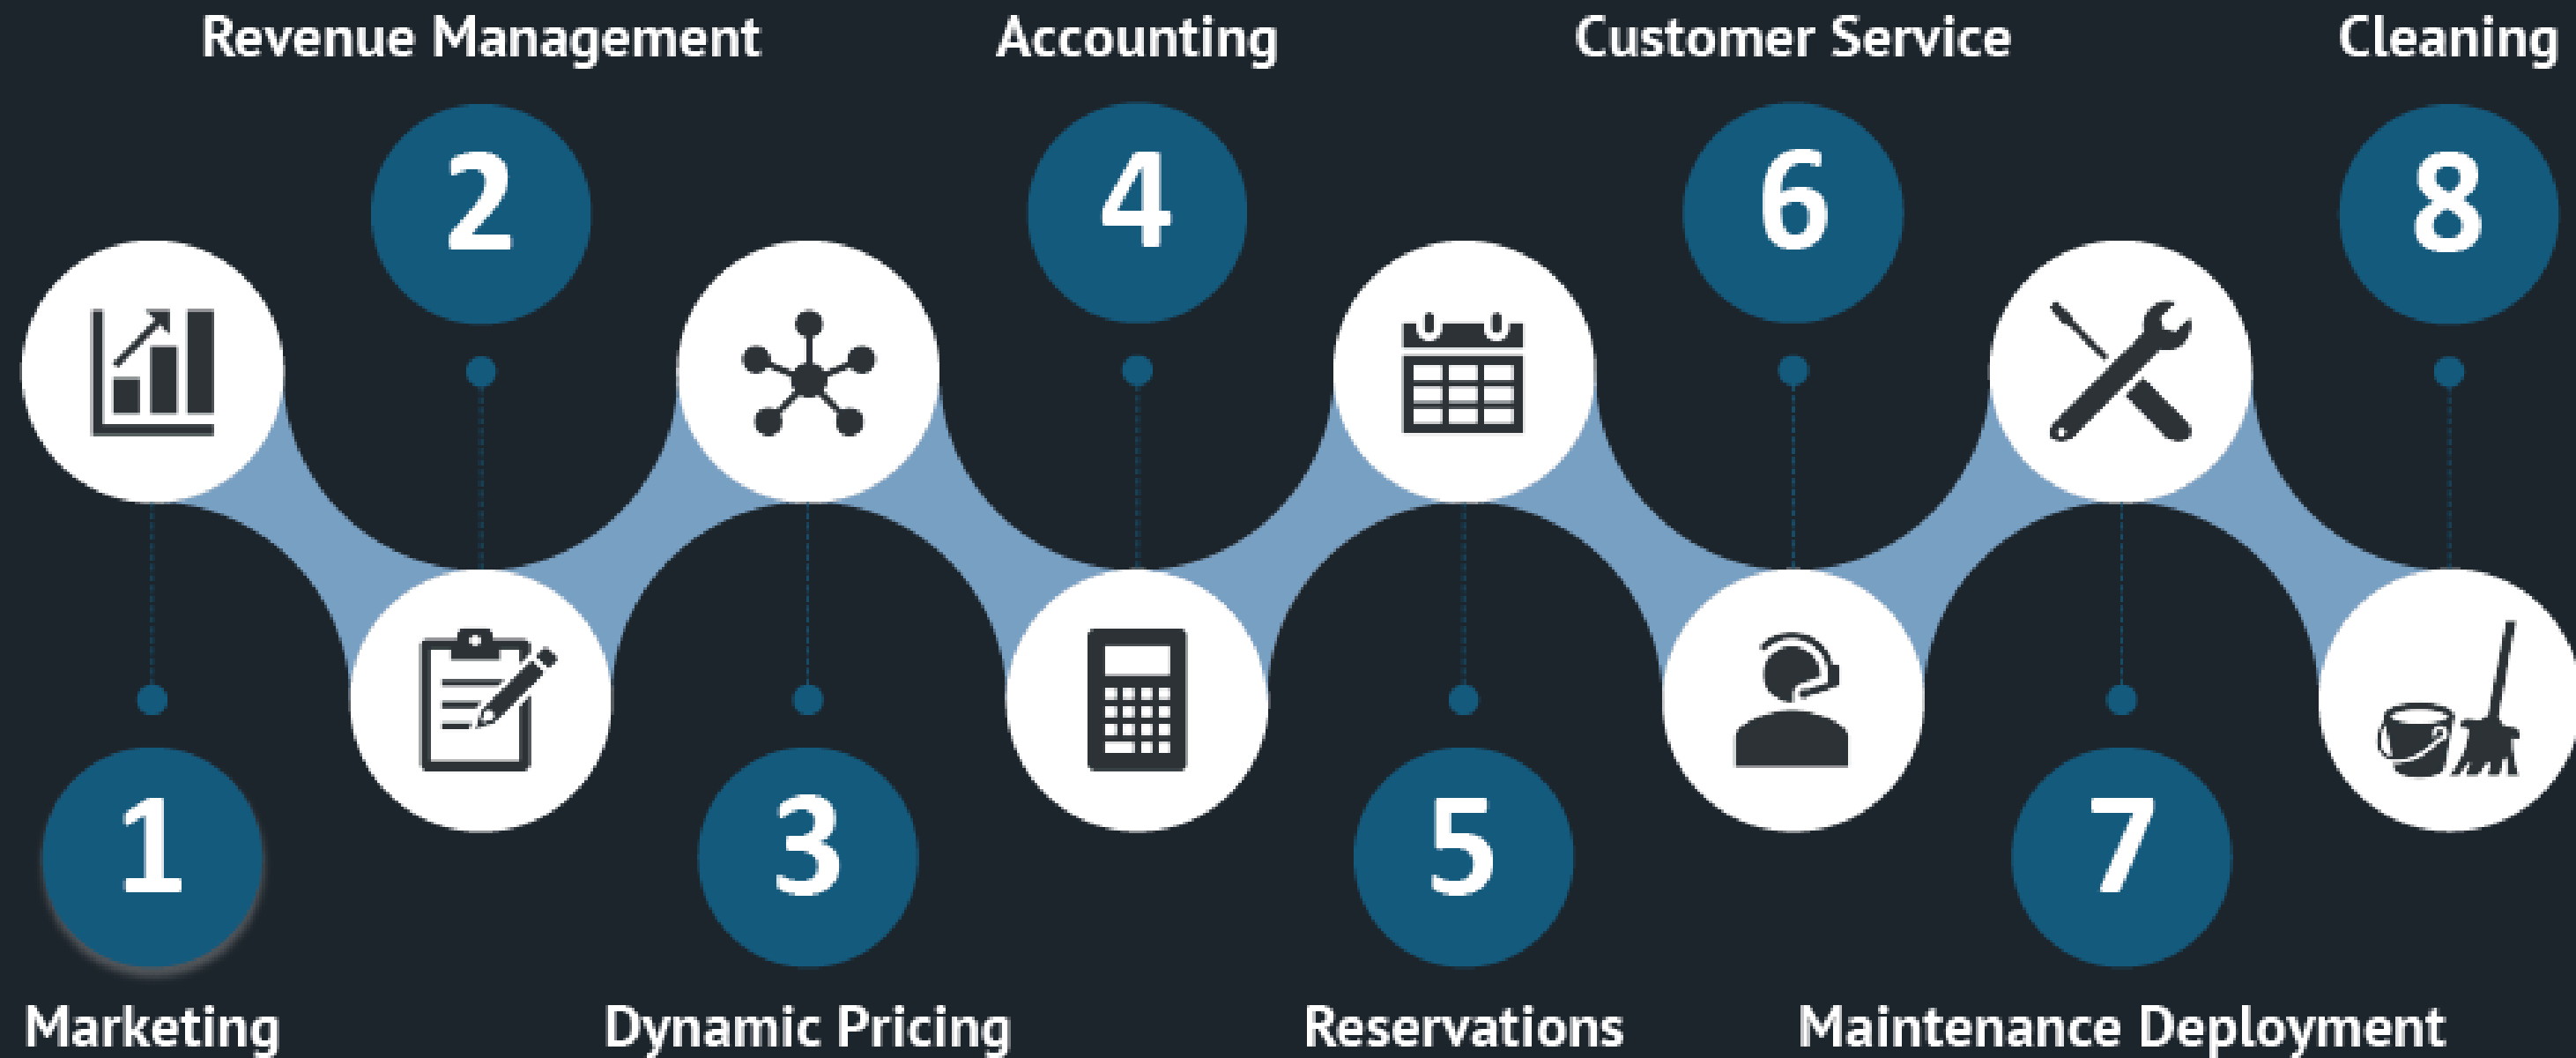 Revenue Management
Accounting
Customer Service
Cleaning
2
4
6
8
1
3
5
7
Marketing
Dynamic Pricing
Reservations
Maintenance Deployment